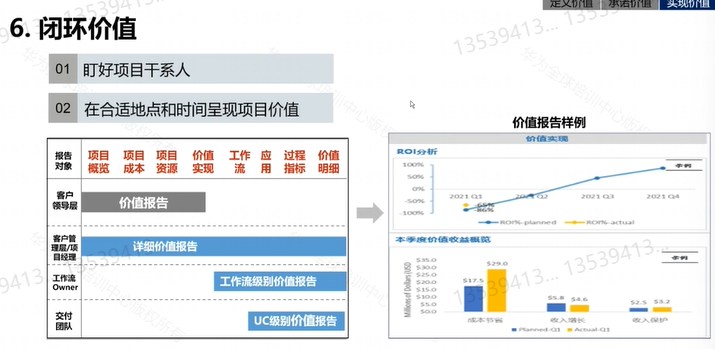 定义价值 承诺价值 实现价值
6. 闭环价值
01 盯好项目干系人
02 在合适地点和时间呈现项目价值
报告对象 项目概览 项目成本 项目资源 价值实现 工作流 应用 过程指标 价值明细
客户领导层 价值报告
客户管理层/项目经理 详细价值报告
工作流Owner 工作流级别价值报告
交付团队 UC级别价值报告
价值报告样例
价值实现
ROI分析
示例
100%
50%
0%
-50%
-100%
2021 Q1 2021 Q2 2021 Q3 2021 Q4
-65%
-86%
ROI%-planned ROI%-actual
本季度价值收益概览
示例
Millions of Dollars (USD)
$35.0
$30.0
$25.0
$20.0
$15.0
$10.0
$5.0
$0.0
$17.5 $29.0 $5.8 $4.6 $2.5 $3.2
成本节省 收入增长 收入保护
Planned-Q1 Actual-Q1
13539413...
13539413... 13539413...